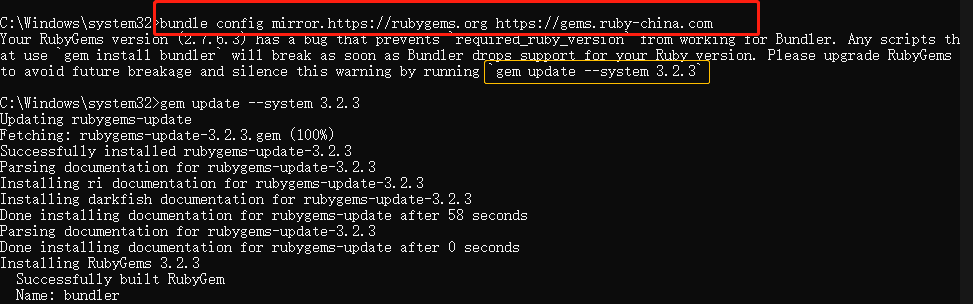 C:\Windows\system32>bundle config mirror.https://rubygems.org https://gems.ruby-china.com
Your RubyGems version (2.7.6.3) has a bug that prevents `required_ruby_version` from working for Bundler. Any scripts th
at use `gem install bundler` will break as soon as Bundler drops support for your Ruby version. Please upgrade RubyGems
to avoid future breakage and silence this warning by running `gem update --system 3.2.3`
C:\Windows\system32>gem update --system 3.2.3
Updating rubygems-update
Fetching: rubygems-update-3.2.3.gem (100%)
Successfully installed rubygems-update-3.2.3
Parsing documentation for rubygems-update-3.2.3
Installing ri documentation for rubygems-update-3.2.3
Installing darkfish documentation for rubygems-update-3.2.3
Done installing documentation for rubygems-update after 58 seconds
Parsing documentation for rubygems-update-3.2.3
Done installing documentation for rubygems-update after 0 seconds
Installing RubyGems 3.2.3
  Successfully built RubyGem
  Name: bundler